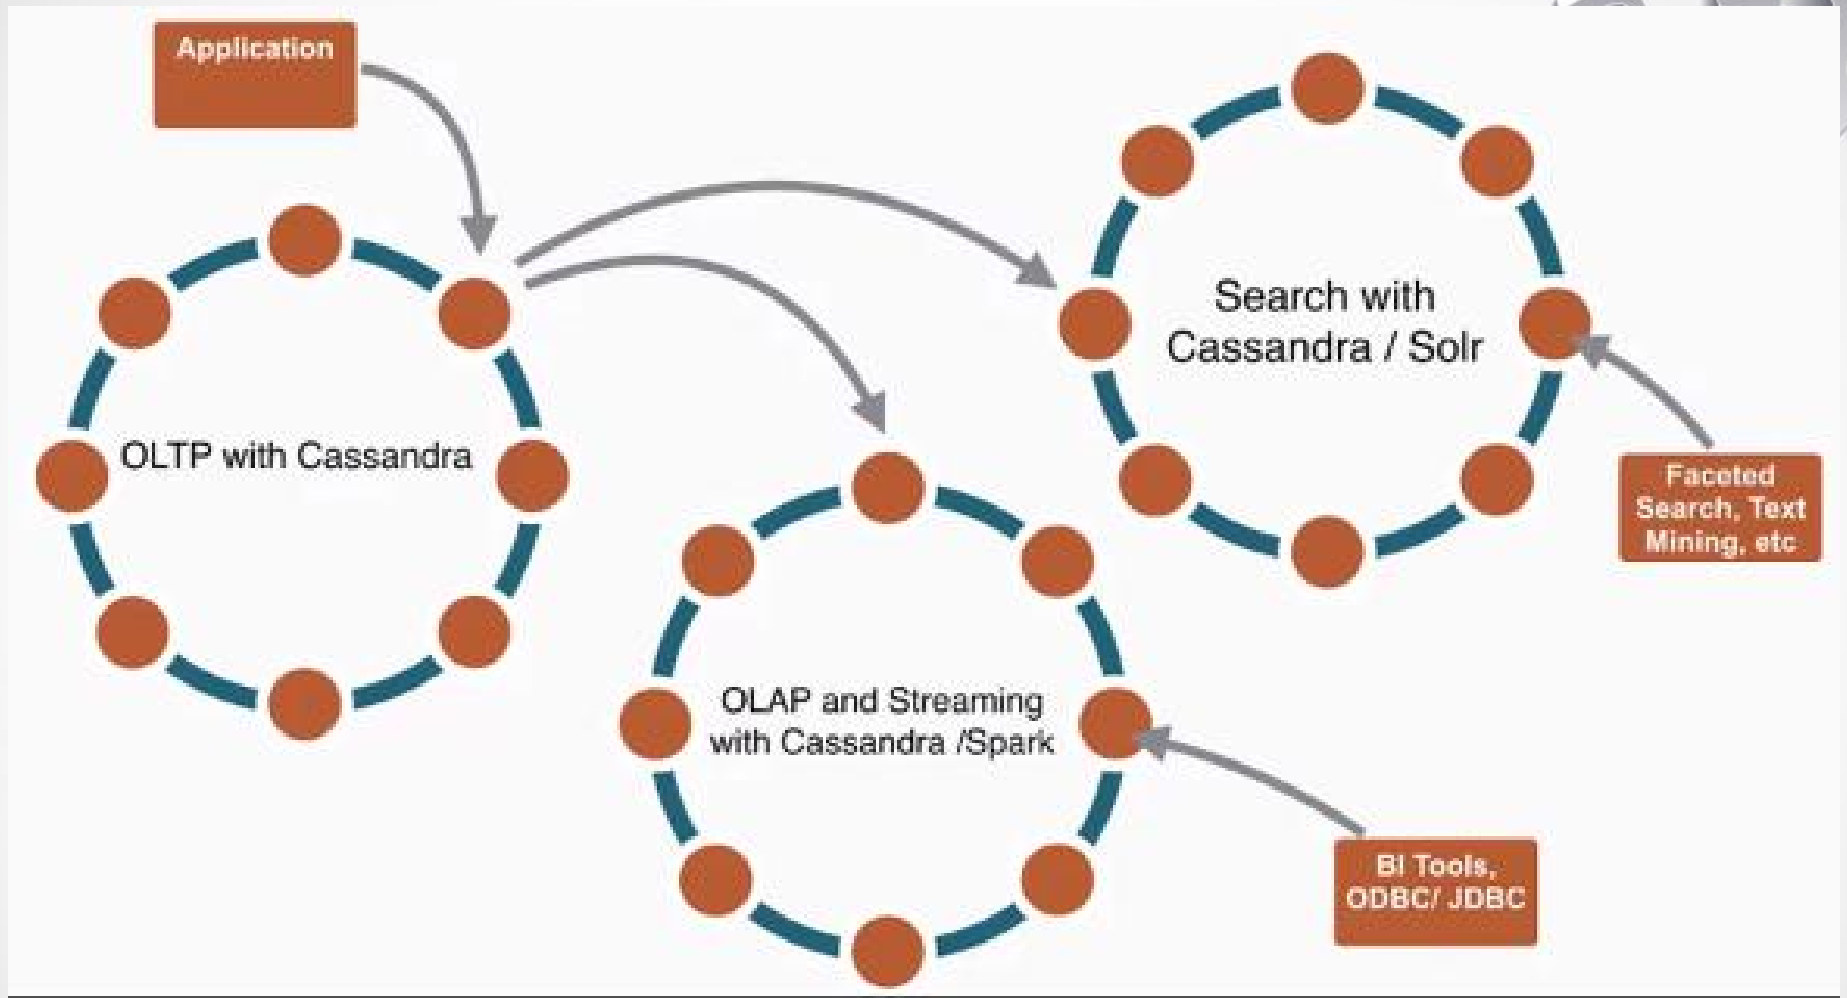 Application
OLTP with Cassandra
Search with
Cassandra / Solr
Faceted
Search, Text
Mining, etc
OLAP and Streaming
with Cassandra /Spark
BI Tools,
ODBC/ JDBC